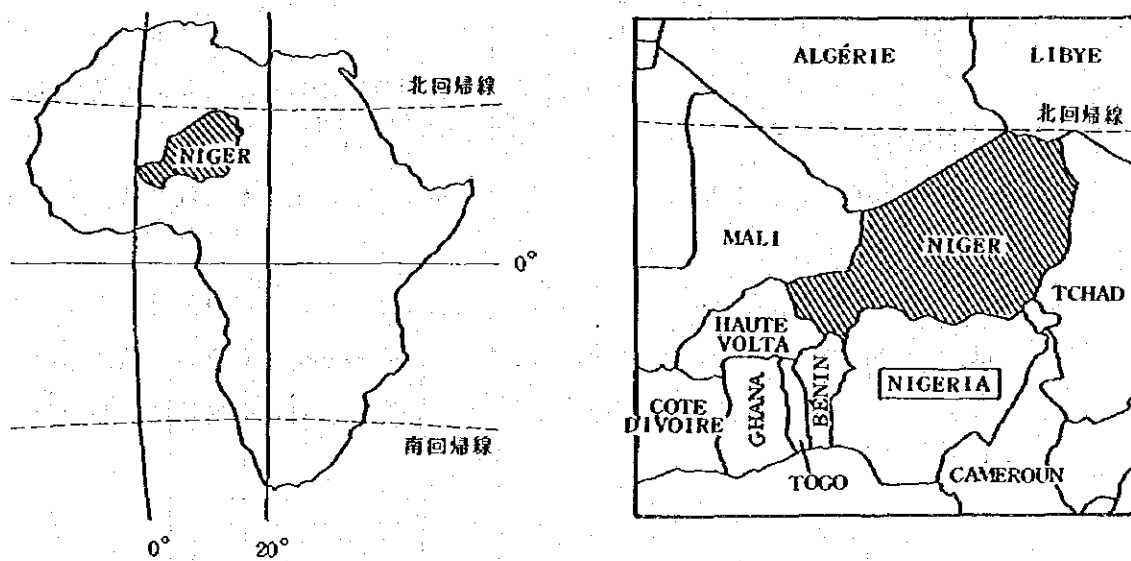 北回帰線
NIGER
0°
南回帰線
0°
20°
ALGÉRIE
LIBYE
北回帰線
MALI
NIGER
TCHAD
HAUTE
VOLTA
NIGERIA
BÉNIN
GHANA
COTE
D'IVOIRE
TOGO
CAMEROUN